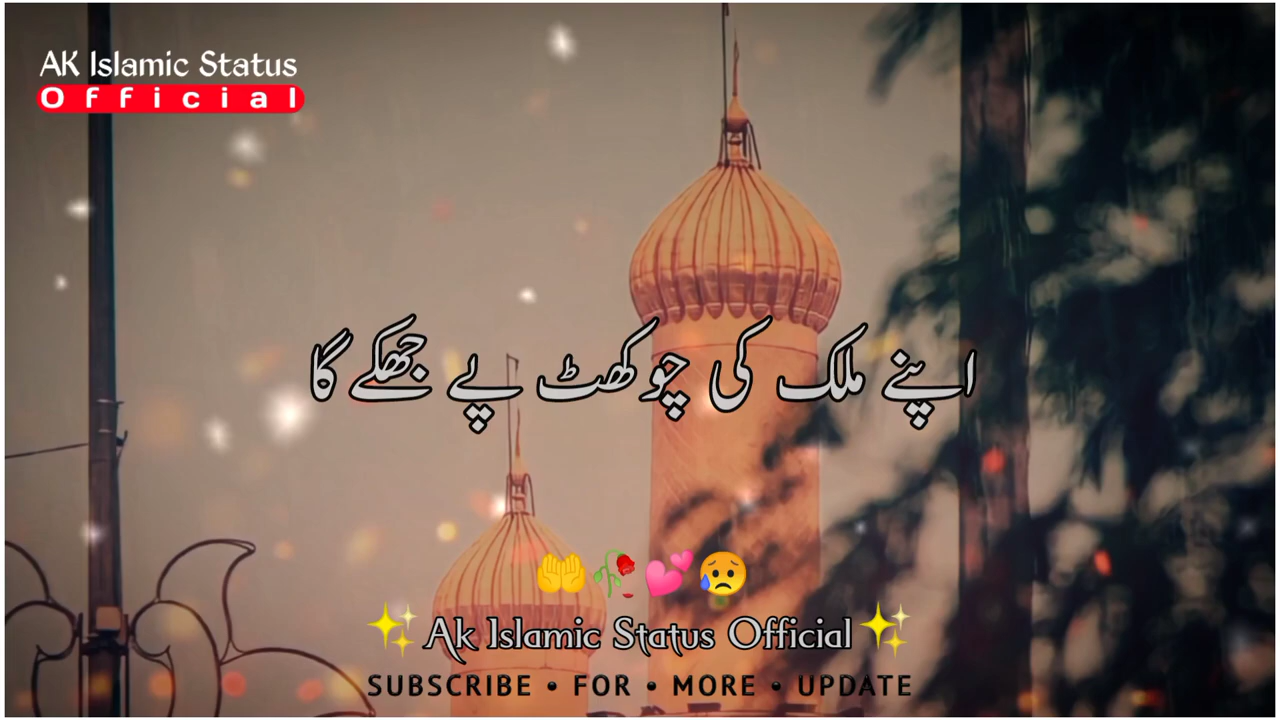 AK Islamic Status
Official
اپنے ملک کی چوکھٹ پے جھکے گا
🤲🥀💕😥
✨Ak Islamic Status Official✨
SUBSCRIBE • FOR • MORE • UPDATE